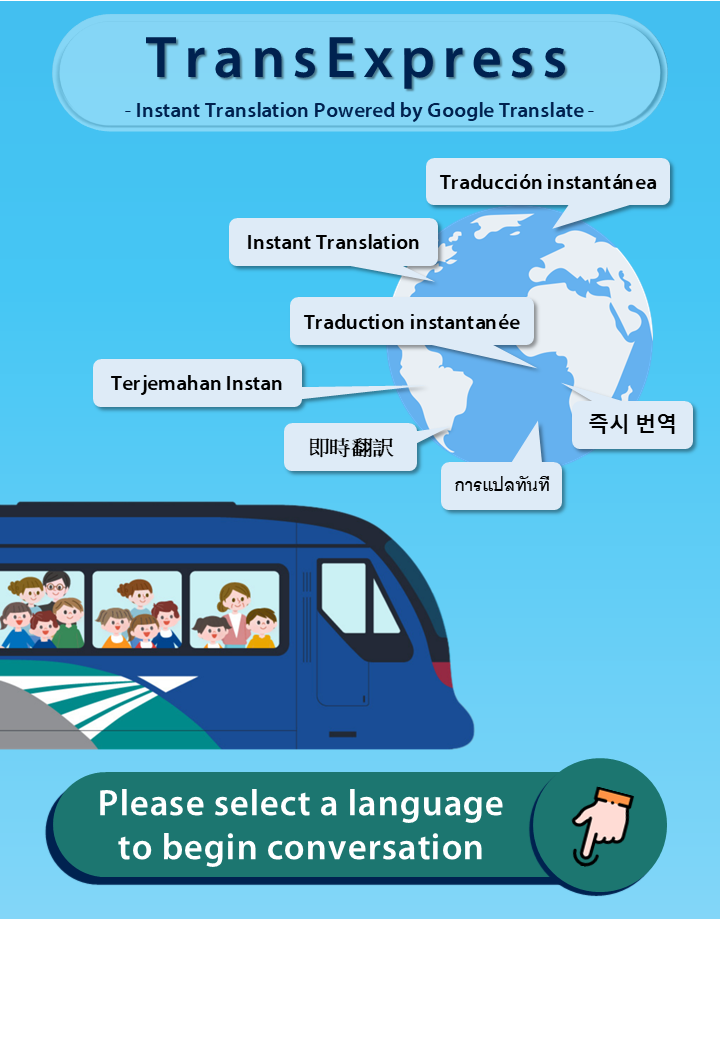 TransExpress
- Instant Translation Powered by Google Translate -
Traducción instantánea
Instant Translation
Traduction instantanée
Terjemahan Instan
즉시 번역
即時翻訳
การแปลทันที
Please select a language
to begin conversation